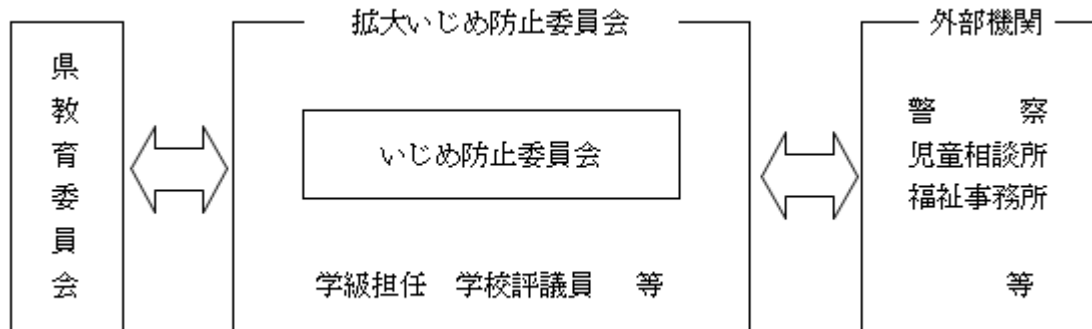 県教育委員会
拡大いじめ防止委員会
いじめ防止委員会
学級担任 学校評議員 等
外部機関
警 察
児童相談所
福祉事務所
等